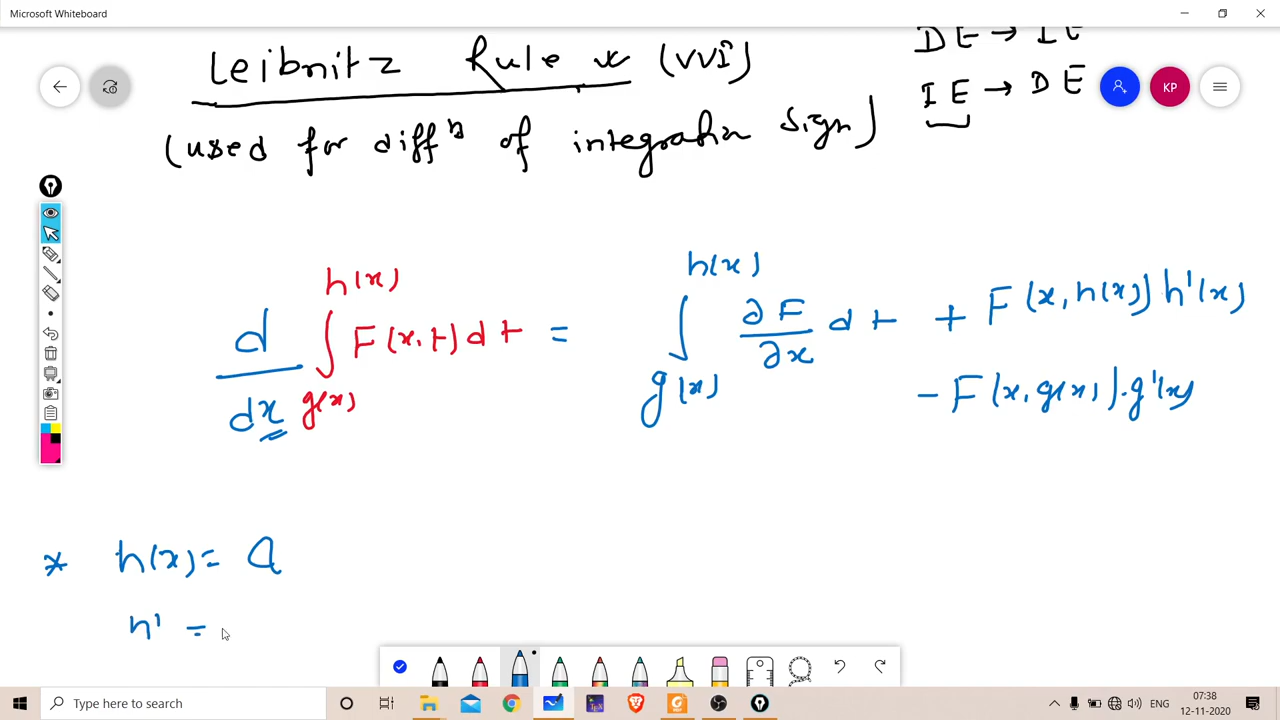 Microsoft Whiteboard
DE → IE
Leibnitz Rule * (VVI)
IE → DE
KP
(used for diffⁿ of integration sign)
d/dx ∫_{g(x)}^{h(x)} F(x,t) dt = ∫_{g(x)}^{h(x)} ∂F/∂x dt + F(x, h(x)) h'(x)
- F(x, g(x)).g'(x)
* h(x) = a
h' =
Type here to search
ENG
07:38
12-11-2020